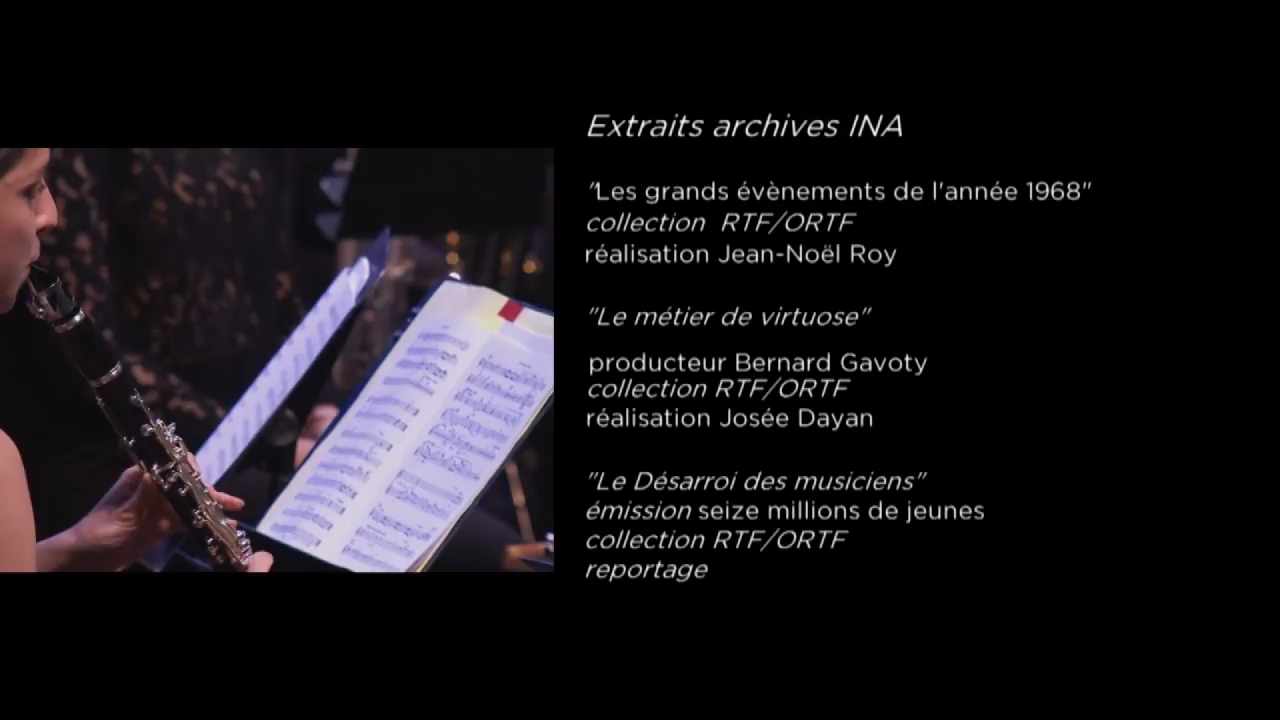 Extraits archives INA
"Les grands évènements de l'année 1968"
collection RTF/ORTF
réalisation Jean-Noël Roy
"Le métier de virtuose"
producteur Bernard Gavoty
collection RTF/ORTF
réalisation Josée Dayan
"Le Désarroi des musiciens"
émission seize millions de jeunes
collection RTF/ORTF
reportage